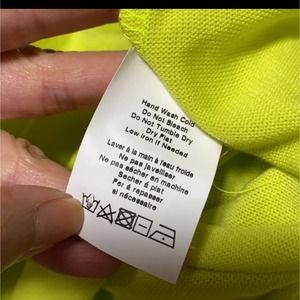 Hand Wash Cold
Do Not Bleach
Do Not Tumble Dry
Dry Flat
Low Iron if Needed
Laver à la main à l'eau froide
Ne pas javelliser
Ne pas sécher en machine
Sécher à plat
Fer à repasser
si nécessaire